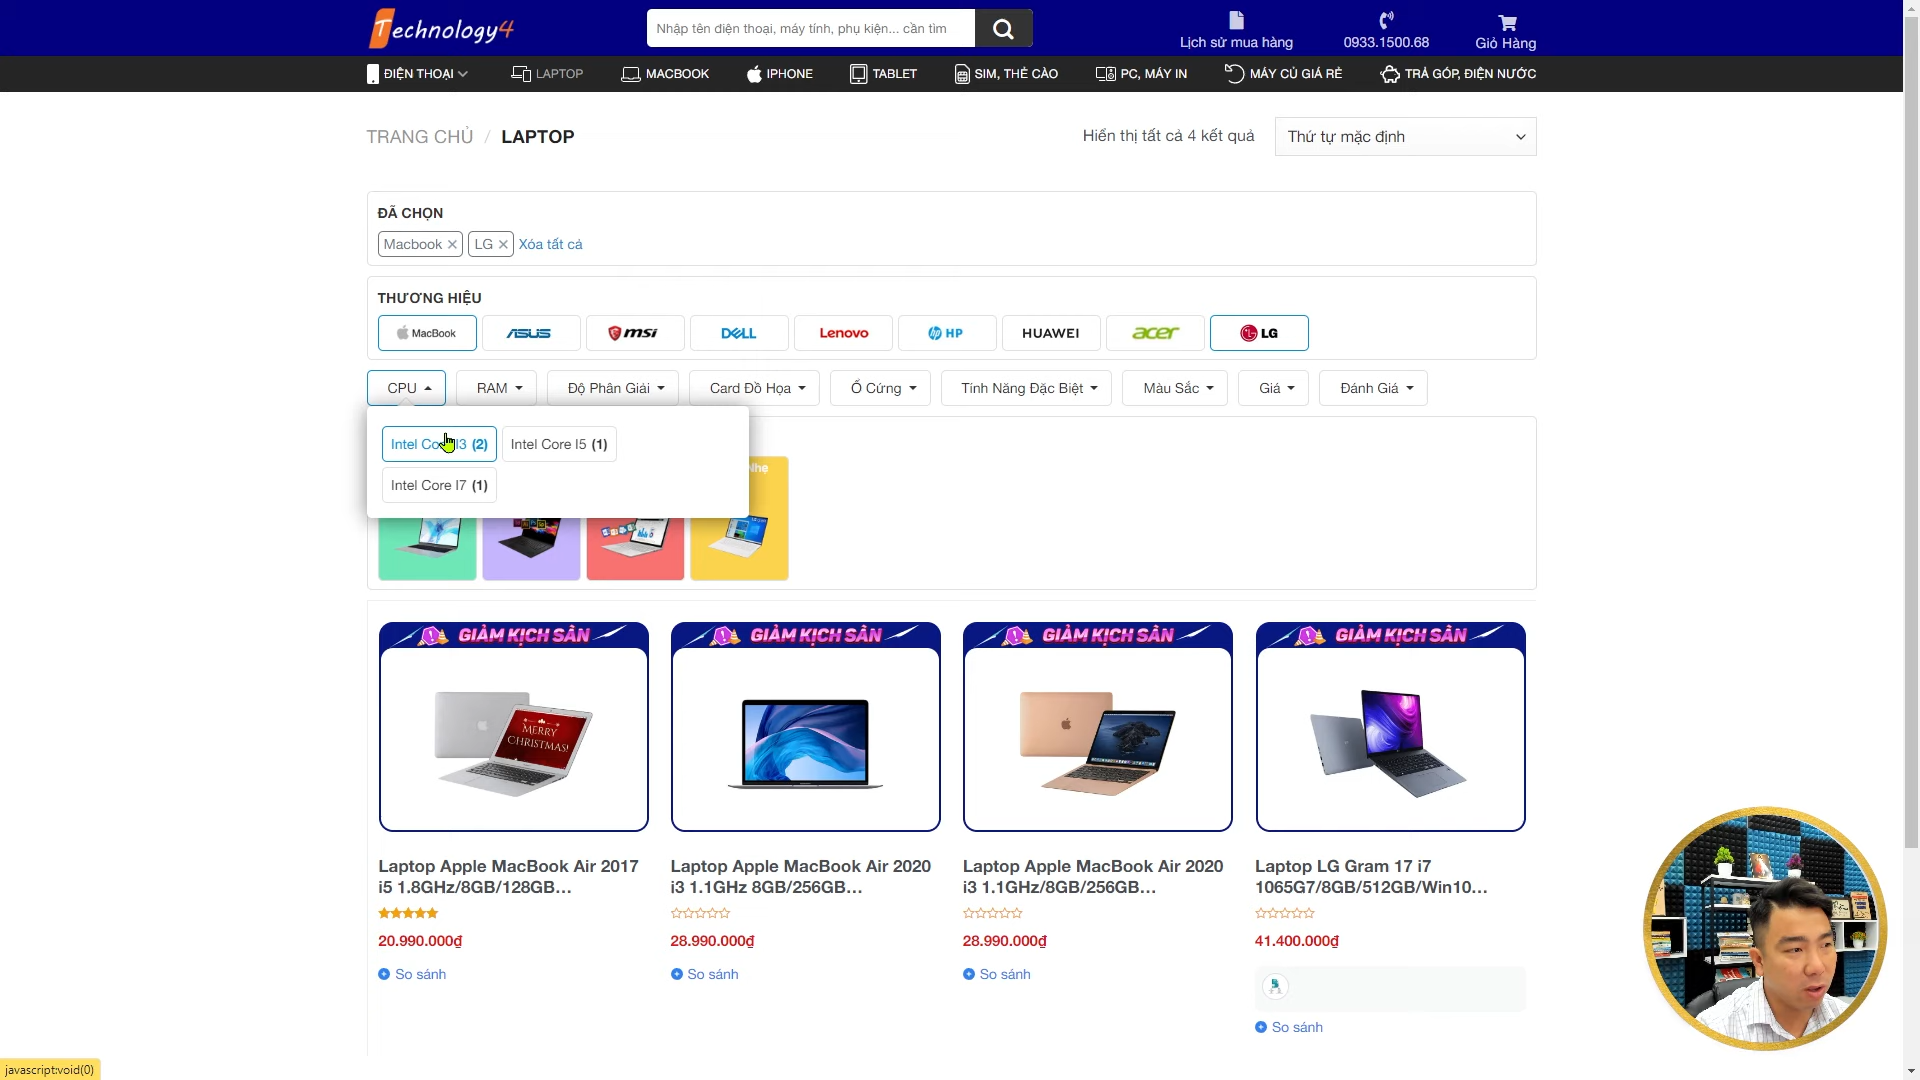 Technology4
Nhập tên điện thoại, máy tính, phụ kiện... cần tìm
Lịch sử mua hàng
0933.1500.68
Giỏ Hàng
ĐIỆN THOẠI
LAPTOP
MACBOOK
IPHONE
TABLET
SIM, THẺ CÀO
PC, MÁY IN
MÁY CỦ GIÁ RẺ
TRẢ GÓP, ĐIỆN NƯỚC
TRANG CHỦ / LAPTOP
Hiển thị tất cả 4 kết quả
Thứ tự mặc định
ĐÃ CHỌN
Macbook ×
LG ×
Xóa tất cả
THƯƠNG HIỆU
MacBook
ASUS
msi
DELL
Lenovo
HP
HUAWEI
acer
LG
CPU
RAM
Độ Phân Giải
Card Đồ Họa
Ổ Cứng
Tính Năng Đặc Biệt
Màu Sắc
Giá
Đánh Giá
Intel Core I3 (2)
Intel Core I5 (1)
Intel Core I7 (1)
Nhẹ
GIẢM KỊCH SÀN
GIẢM KỊCH SÀN
GIẢM KỊCH SÀN
GIẢM KỊCH SÀN
MERRY
CHRISTMAS!
Laptop Apple MacBook Air 2017
i5 1.8GHz/8GB/128GB...
20.990.000₫
So sánh
Laptop Apple MacBook Air 2020
i3 1.1GHz 8GB/256GB...
28.990.000₫
So sánh
Laptop Apple MacBook Air 2020
i3 1.1GHz/8GB/256GB...
28.990.000₫
So sánh
Laptop LG Gram 17 i7
1065G7/8GB/512GB/Win10...
41.400.000₫
So sánh
javascript:void(0)